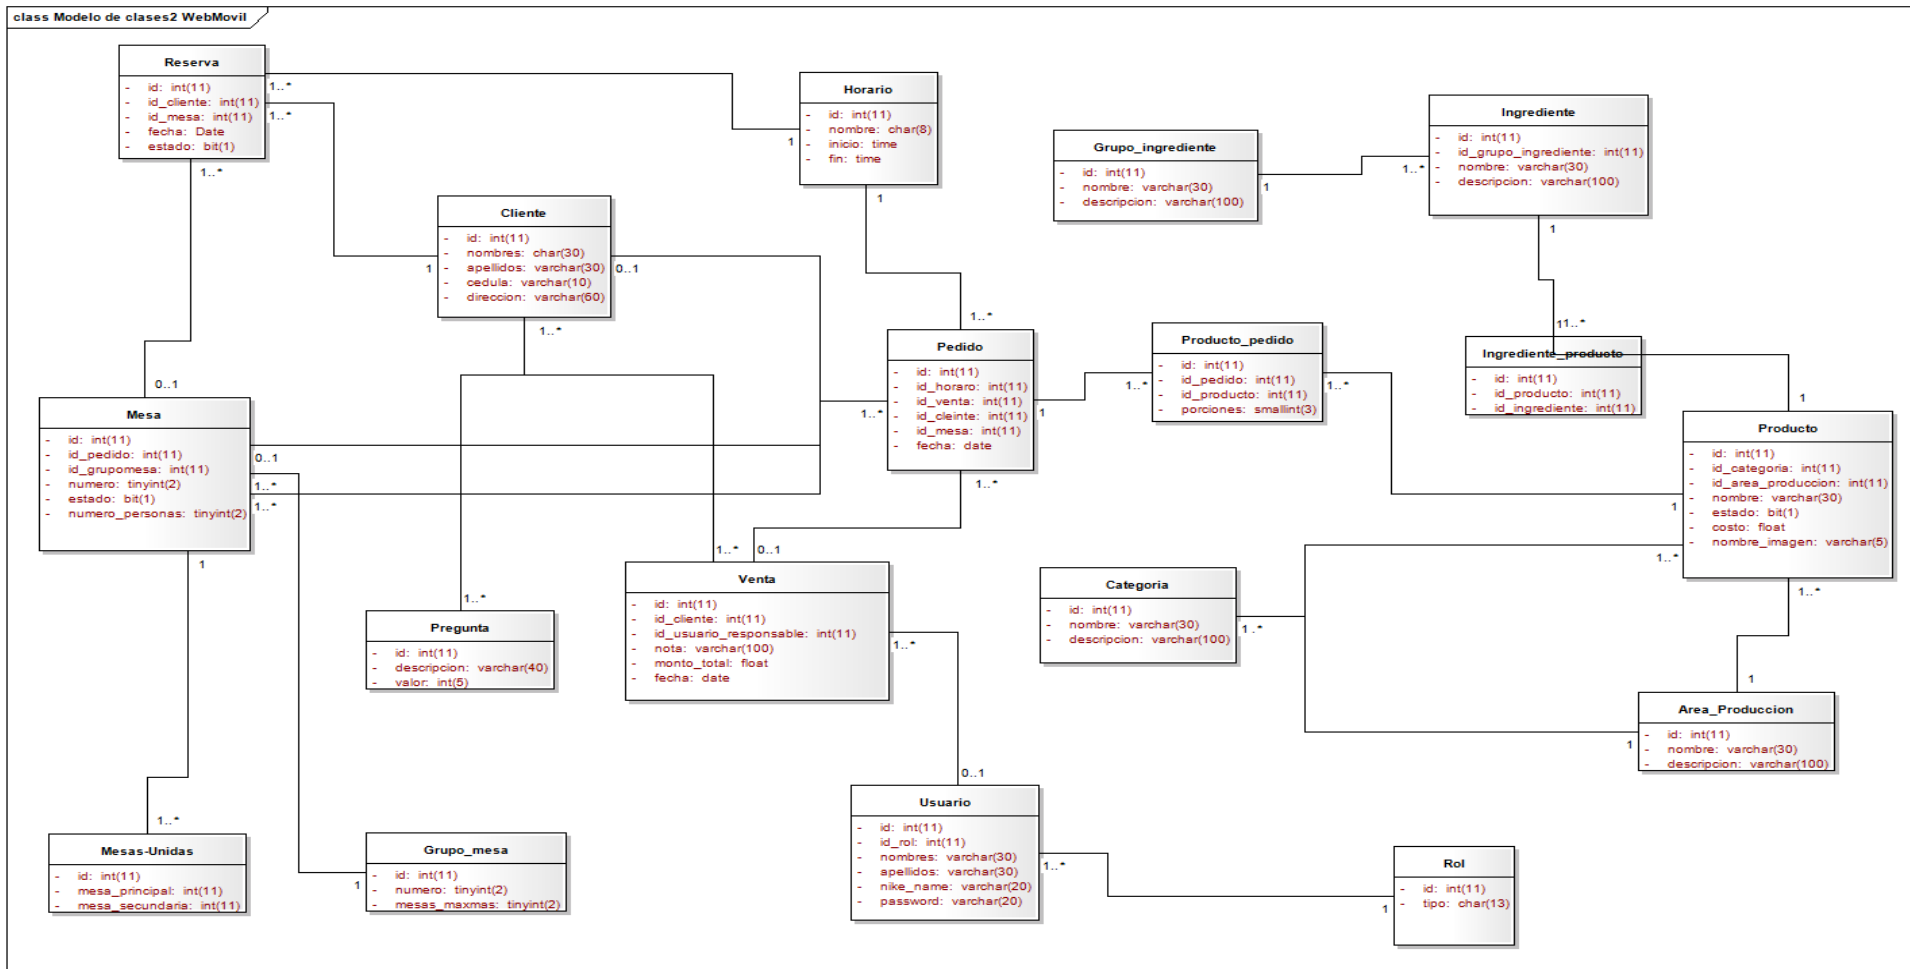 class Modelo de clases2 WebMovil
Reserva
- id: int(11)
- id_cliente: int(11)
- id_mesa: int(11)
- fecha: Date
- estado: bit(1)
1..*
1..*
1..*
Horario
- id: int(11)
- nombre: char(8)
- inicio: time
- fin: time
1
1
Grupo_ingrediente
- id: int(11)
- nombre: varchar(30)
- descripcion: varchar(100)
1
Ingrediente
- id: int(11)
- id_grupo_ingrediente: int(11)
- nombre: varchar(30)
- descripcion: varchar(100)
1..*
1
Cliente
- id: int(11)
- nombres: char(30)
- apellidos: varchar(30)
- cedula: varchar(10)
- direccion: varchar(60)
1
0..1
1..*
Pedido
- id: int(11)
- id_horaro: int(11)
- id_venta: int(11)
- id_cleinte: int(11)
- id_mesa: int(11)
- fecha: date
1..*
1..*
1
1..*
Producto_pedido
- id: int(11)
- id_pedido: int(11)
- id_producto: int(11)
- porciones: smallint(3)
1..*
1..*
Ingrediente_producto
- id: int(11)
- id_producto: int(11)
- id_ingrediente: int(11)
1
1..*
Mesa
- id: int(11)
- id_pedido: int(11)
- id_grupomesa: int(11)
- numero: tinyint(2)
- estado: bit(1)
- numero_personas: tinyint(2)
0..1
0..1
1..*
1..*
1
Producto
- id: int(11)
- id_categoria: int(11)
- id_area_produccion: int(11)
- nombre: varchar(30)
- estado: bit(1)
- costo: float
- nombre_imagen: varchar(5)
1
1
1..*
1..*
Venta
- id: int(11)
- id_cliente: int(11)
- id_usuario_responsable: int(11)
- nota: varchar(100)
- monto_total: float
- fecha: date
1..*
0..1
1..*
Categoria
- id: int(11)
- nombre: varchar(30)
- descripcion: varchar(100)
1..*
Pregunta
- id: int(11)
- descripcion: varchar(40)
- valor: int(5)
1..*
Area_Produccion
- id: int(11)
- nombre: varchar(30)
- descripcion: varchar(100)
1
1
Mesas-Unidas
- id: int(11)
- mesa_principal: int(11)
- mesa_secundaria: int(11)
1..*
Grupo_mesa
- id: int(11)
- numero: tinyint(2)
- mesas_maxmas: tinyint(2)
1
Usuario
- id: int(11)
- id_rol: int(11)
- nombres: varchar(30)
- apellidos: varchar(30)
- nike_name: varchar(20)
- password: varchar(20)
0..1
1..*
Rol
- id: int(11)
- tipo: char(13)
1